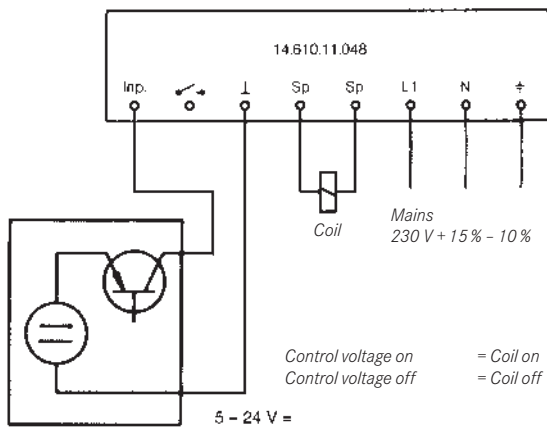 14.610.11.048
Inp. ⊥ Sp Sp L1 N ⏚
Coil
Mains
230 V + 15 % – 10 %
Control voltage on = Coil on
Control voltage off = Coil off
5 – 24 V =